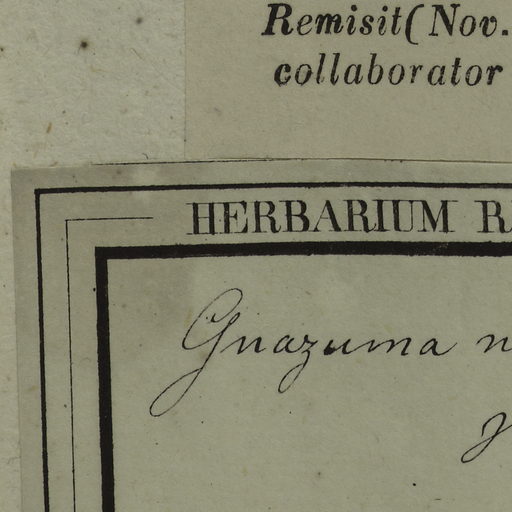 Remisit (Nov.
collaborator
HERBARIUM R
Guazuma